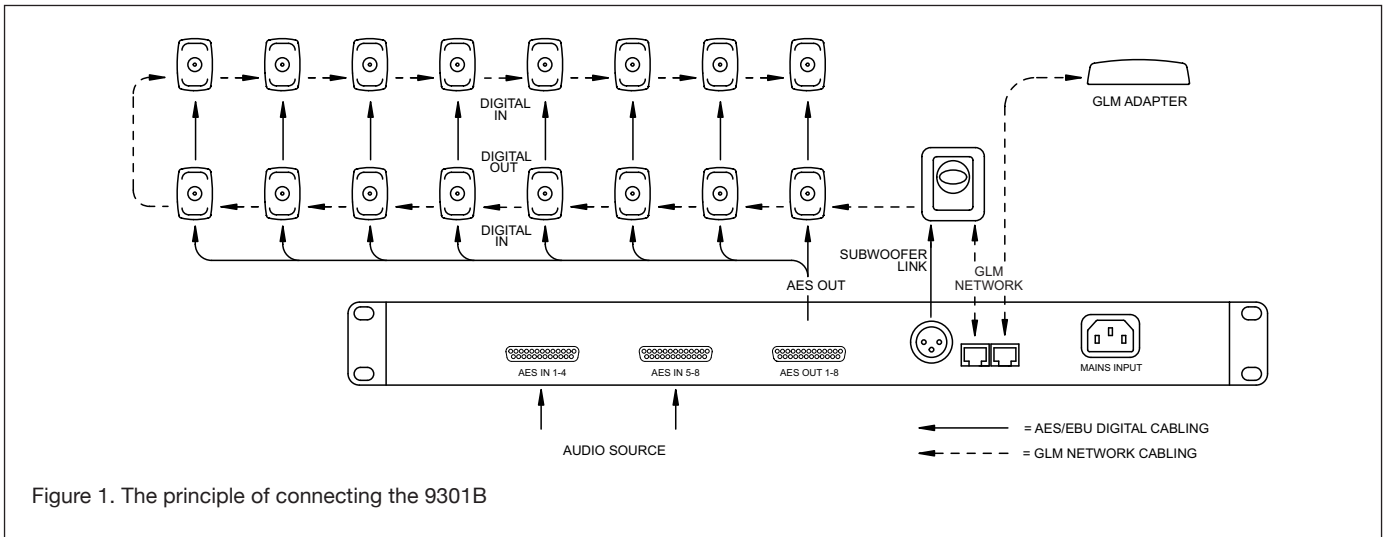 DIGITAL
IN
GLM ADAPTER
DIGITAL
OUT
DIGITAL
IN
SUBWOOFER
LINK
GLM
NETWORK
AES OUT
AES IN 1-4
AES IN 5-8
AES OUT 1-8
MAINS INPUT
AUDIO SOURCE
= AES/EBU DIGITAL CABLING
= GLM NETWORK CABLING
Figure 1. The principle of connecting the 9301B